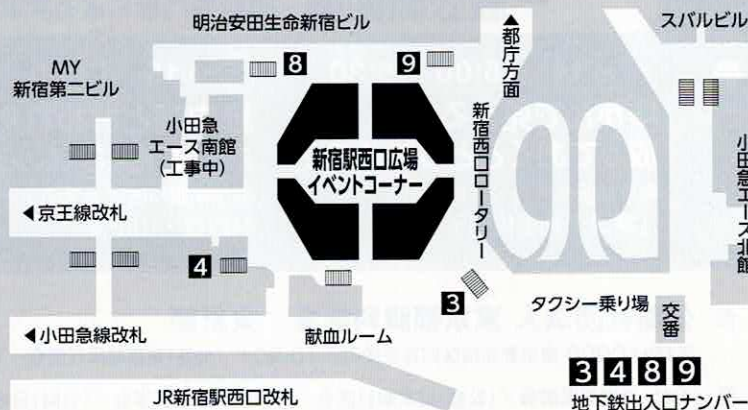 明治安田生命新宿ビル
▲都庁方面
スバルビル
MY
新宿第二ビル
8
9
小田急
エース南館
(工事中)
新宿駅西口広場
イベントコーナー
新宿西口ロータリー
小田急エース北館
◀京王線改札
4
3
タクシー乗り場
交番
◀小田急線改札
献血ルーム
JR新宿駅西口改札
3 4 8 9
地下鉄出入口ナンバー